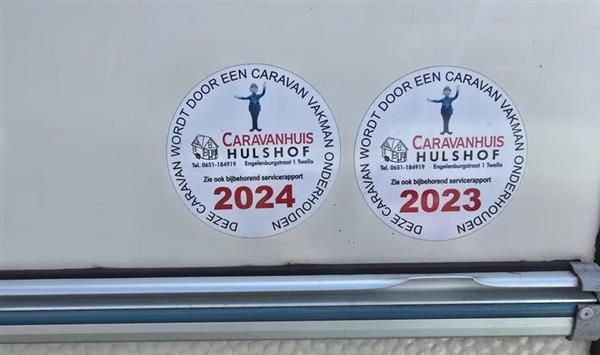 DEZE CARAVAN WORDT DOOR EEN CARAVAN VAKMAN ONDERHOUDEN
CARAVANHUIS
HULSHOF
Tel. 0651-184919 Engelenburgstraat 1 Twello
Zie ook bijbehorend servicerapport
2024
DEZE CARAVAN WORDT DOOR EEN CARAVAN VAKMAN ONDERHOUDEN
CARAVANHUIS
HULSHOF
Tel. 0651-184919 Engelenburgstraat 1 Twello
Zie ook bijbehorend servicerapport
2023